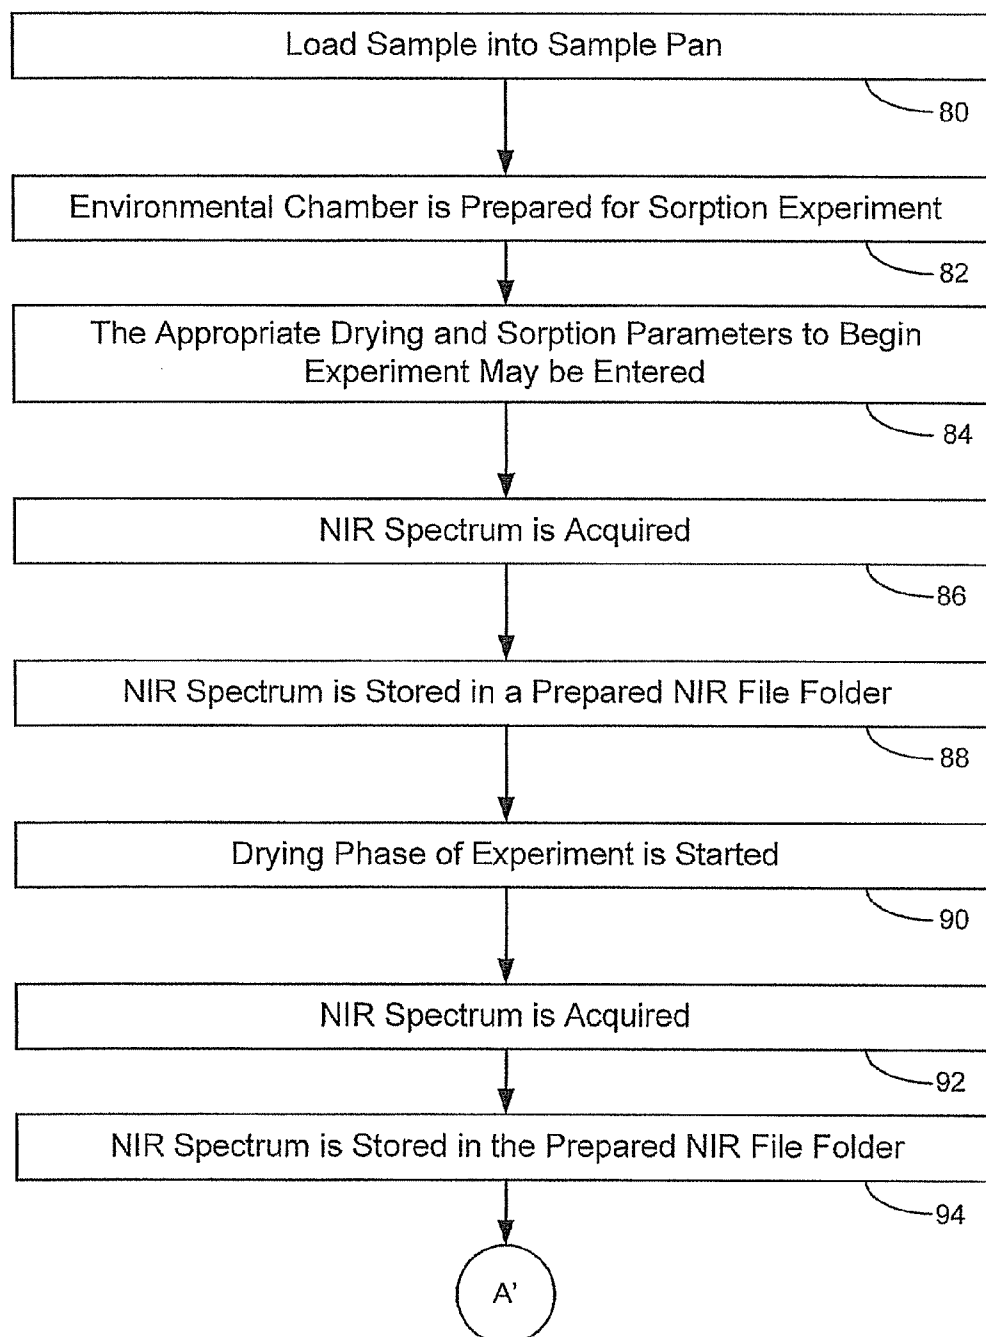 Load Sample into Sample Pan
80
Environmental Chamber is Prepared for Sorption Experiment
82
The Appropriate Drying and Sorption Parameters to Begin
Experiment May be Entered
84
NIR Spectrum is Acquired
86
NIR Spectrum is Stored in a Prepared NIR File Folder
88
Drying Phase of Experiment is Started
90
NIR Spectrum is Acquired
92
NIR Spectrum is Stored in the Prepared NIR File Folder
94
A'